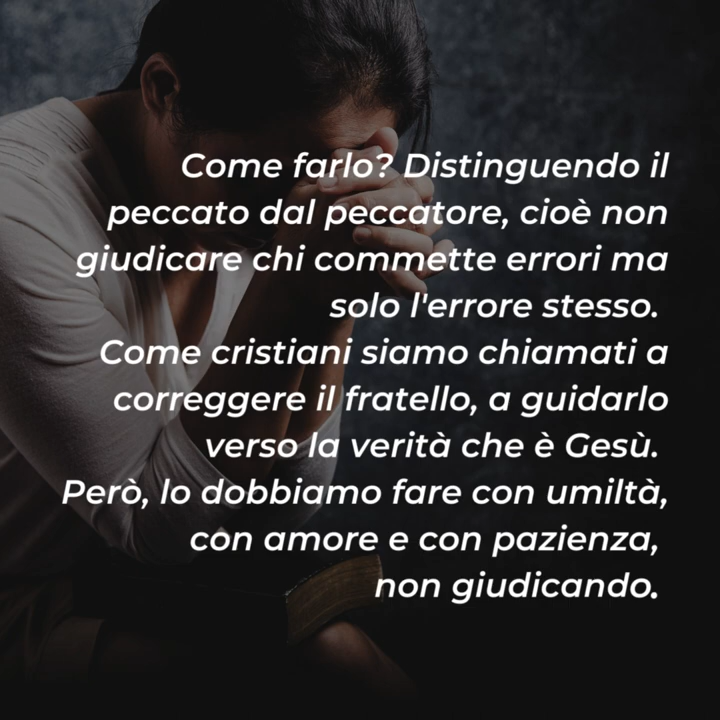 Come farlo? Distinguendo il
peccato dal peccatore, cioè non
giudicare chi commette errori ma
solo l'errore stesso.
Come cristiani siamo chiamati a
correggere il fratello, a guidarlo
verso la verità che è Gesù.
Però, lo dobbiamo fare con umiltà,
con amore e con pazienza,
non giudicando.